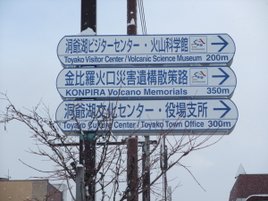 洞爺湖ビジターセンター・火山科学館
Toyako Visitor Center / Volcanic Science Museum
200m
金比羅火口災害遺構散策路
KONPIRA Volcano Memorials
350m
洞爺湖文化センター・役場支所
Toyako Culture Center / Toyako Town Office
300m